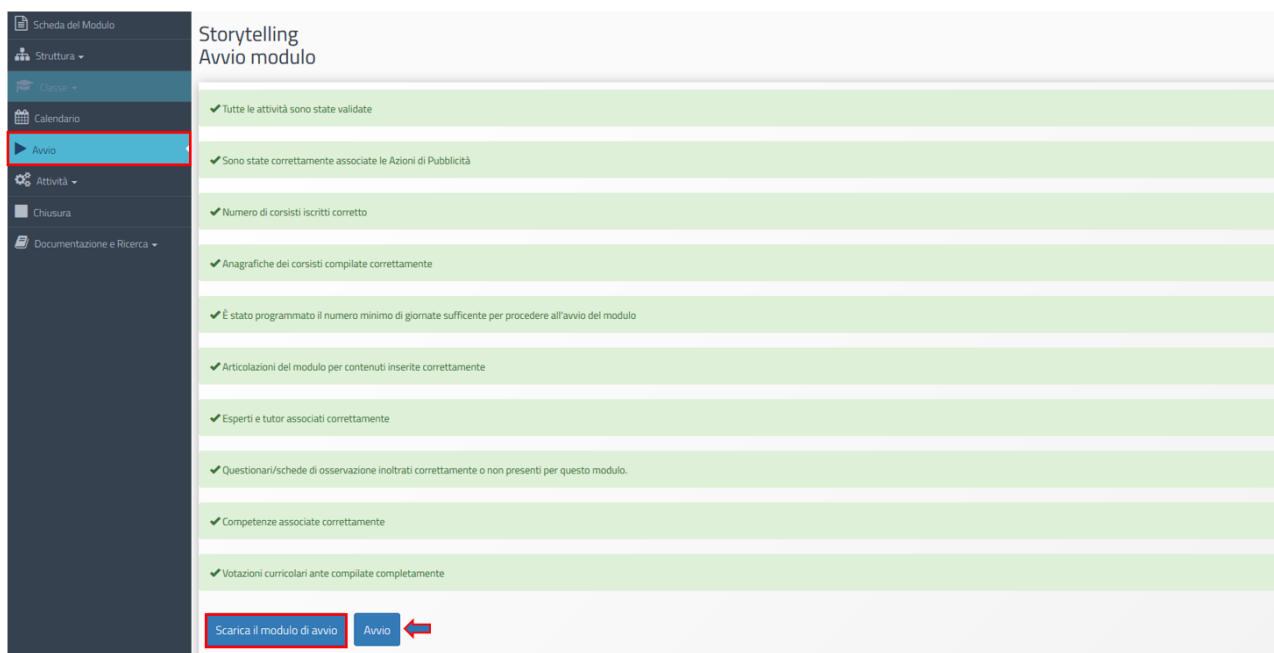 Scheda del Modulo
Struttura
Classe
Calendario
Avvio
Attività
Chiusura
Documentazione e Ricerca
Storytelling
Avvio modulo
Tutte le attività sono state validate
Sono state correttamente associate le Azioni di Pubblicità
Numero di corsisti iscritti corretto
Anagrafiche dei corsisti compilate correttamente
È stato programmato il numero minimo di giornate sufficente per procedere all'avvio del modulo
Articolazioni del modulo per contenuti inserite correttamente
Esperti e tutor associati correttamente
Questionari/schede di osservazione inoltrati correttamente o non presenti per questo modulo.
Competenze associate correttamente
Votazioni curricolari ante compilate completamente
Scarica il modulo di avvio
Avvio